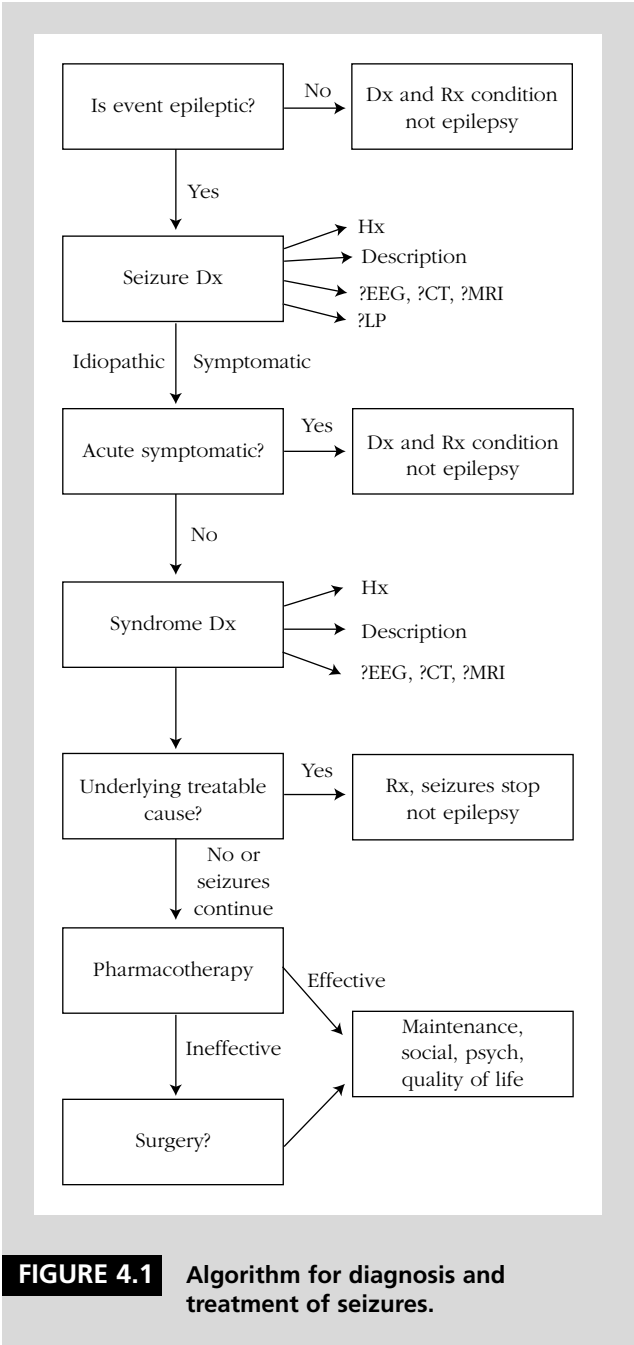 Is event epileptic?
No
Dx and Rx condition
not epilepsy
Yes
Seizure Dx
Hx
Description
?EEG, ?CT, ?MRI
?LP
Idiopathic
Symptomatic
Acute symptomatic?
Yes
Dx and Rx condition
not epilepsy
No
Syndrome Dx
Hx
Description
?EEG, ?CT, ?MRI
Underlying treatable
cause?
Yes
Rx, seizures stop
not epilepsy
No or
seizures
continue
Pharmacotherapy
Effective
Maintenance,
social, psych,
quality of life
Ineffective
Surgery?
FIGURE 4.1 Algorithm for diagnosis and
treatment of seizures.